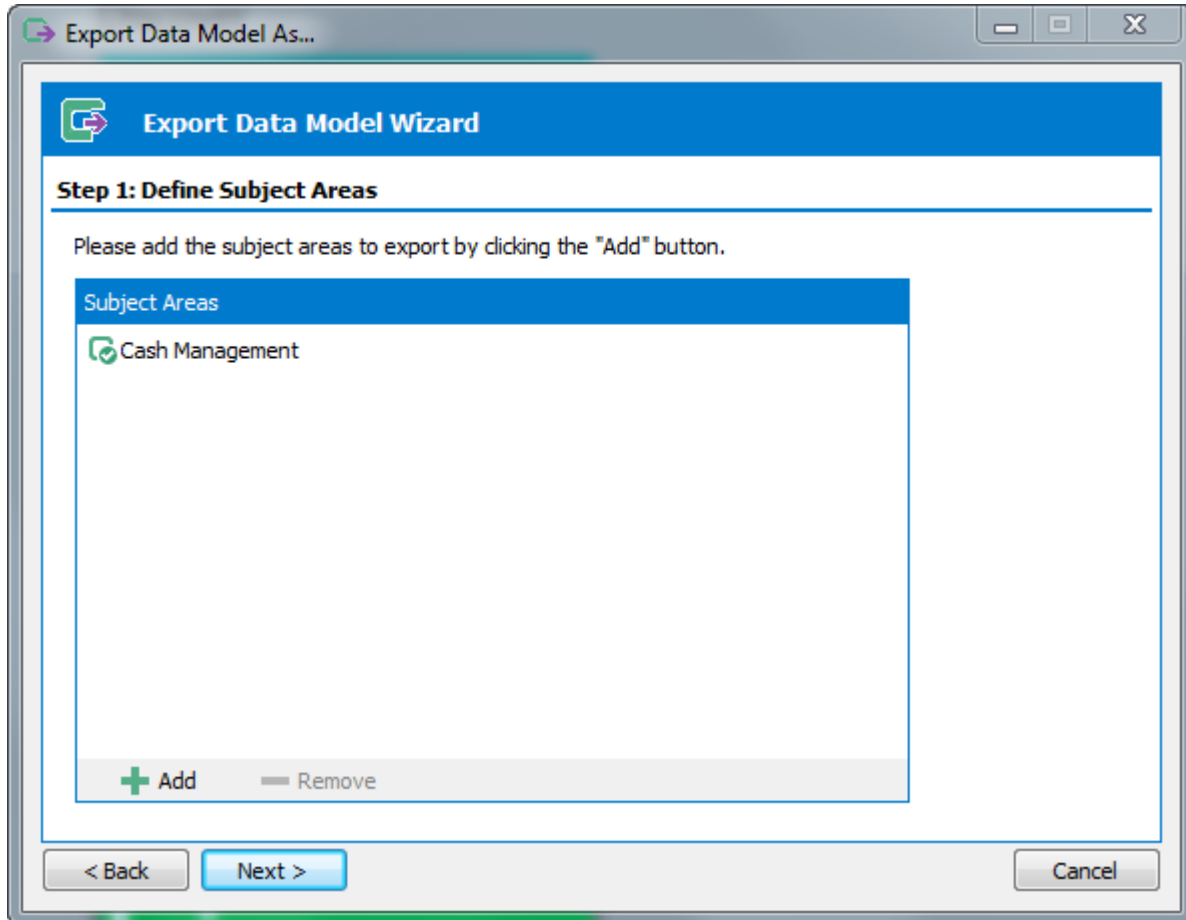 Export Data Model As...
Export Data Model Wizard
Step 1: Define Subject Areas
Please add the subject areas to export by clicking the "Add" button.
Subject Areas
Cash Management
Add Remove
< Back Next > Cancel